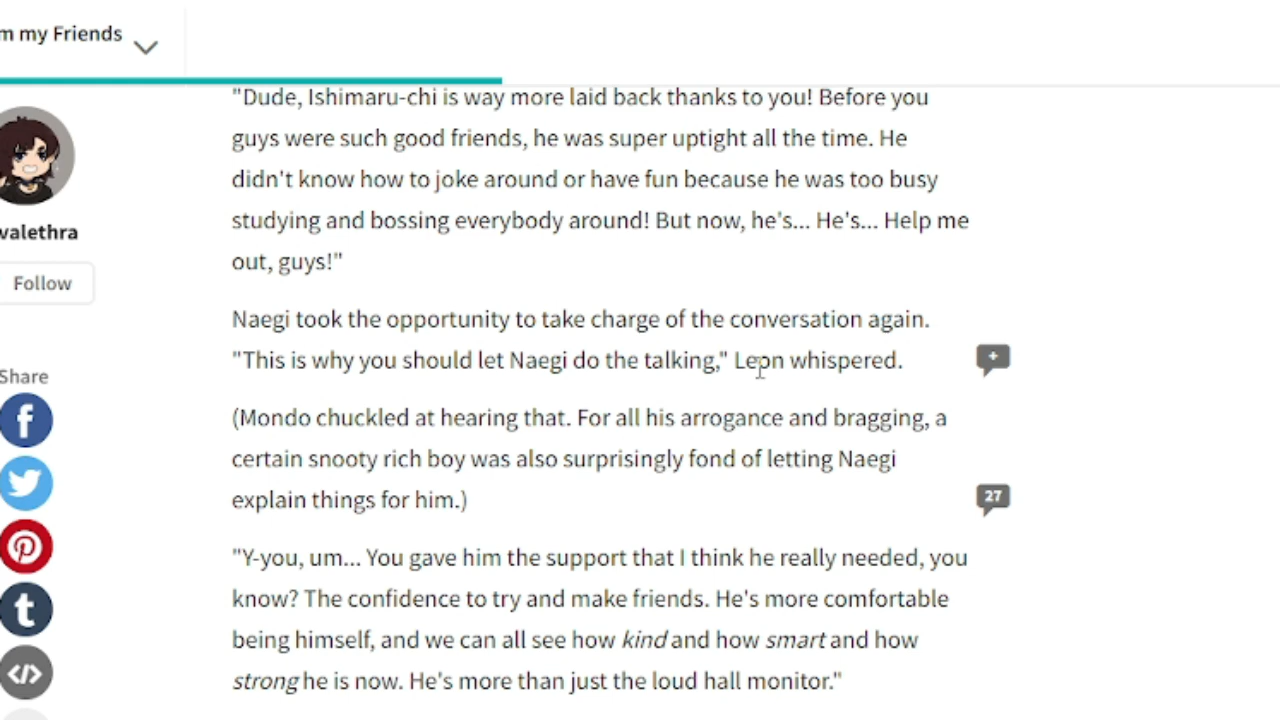 m my Friends
"Dude, Ishimaru-chi is way more laid back thanks to you! Before you
guys were such good friends, he was super uptight all the time. He
didn't know how to joke around or have fun because he was too busy
studying and bossing everybody around! But now, he's... He's... Help me
out, guys!"
valethra
Follow
Naegi took the opportunity to take charge of the conversation again.
"This is why you should let Naegi do the talking," Leon whispered.
+
Share
(Mondo chuckled at hearing that. For all his arrogance and bragging, a
certain snooty rich boy was also surprisingly fond of letting Naegi
explain things for him.)
27
"Y-you, um... You gave him the support that I think he really needed, you
know? The confidence to try and make friends. He's more comfortable
being himself, and we can all see how kind and how smart and how
strong he is now. He's more than just the loud hall monitor."